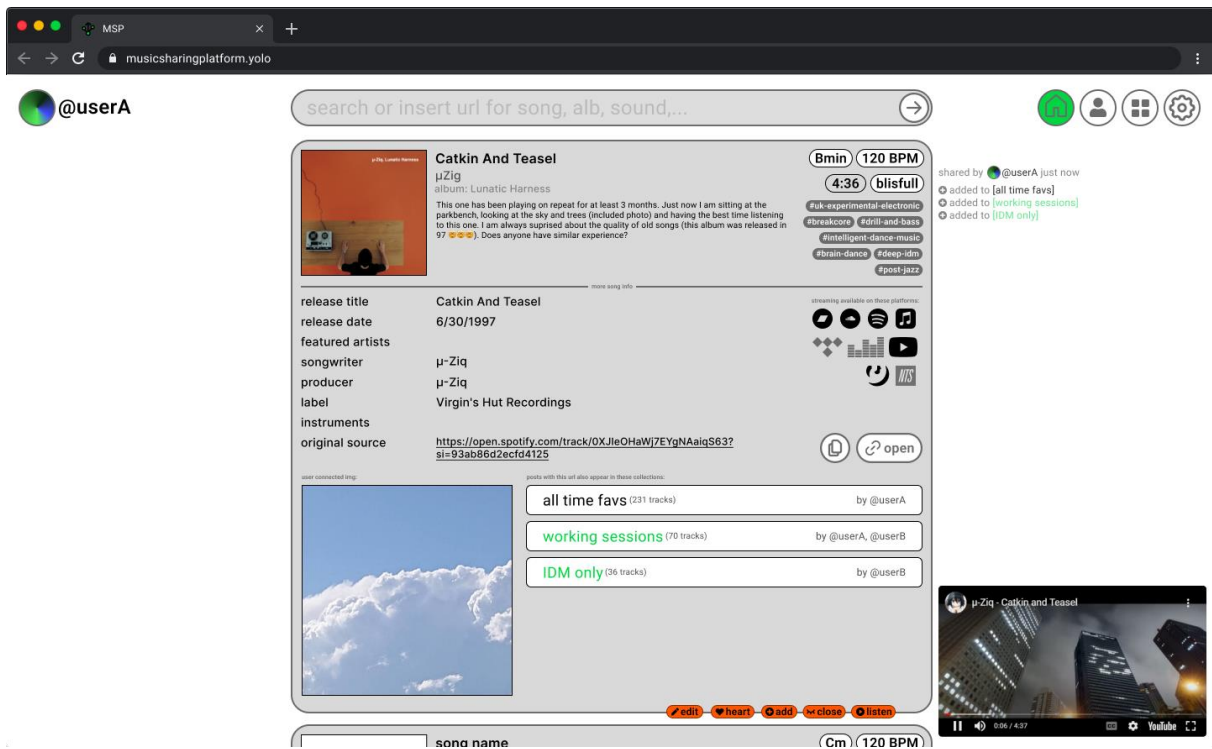 MSP
musicsharingplatform.yolo
@userA
search or insert url for song, alb, sound,...
µ-Ziq, Lunatic Harness
Catkin And Teasel
µZig
album: Lunatic Harness
This one has been playing on repeat for at least 3 months. Just now I am sitting at the
parkbench, looking at the sky and trees (included photo) and having the best time listening
to this one. I am always suprised about the quality of old songs (this album was released in
97 🤯🤯🤯). Does anyone have similar experience?
Bmin 120 BPM
4:36 blisfull
#uk-experimental-electronic
#breakcore #drill-and-bass
#intelligent-dance-music
#brain-dance #deep-idm
#post-jazz
shared by @userA just now
added to [all time favs]
added to [working sessions]
added to [IDM only]
more song info
release title Catkin And Teasel
release date 6/30/1997
featured artists
songwriter µ-Ziq
producer µ-Ziq
label Virgin's Hut Recordings
instruments
original source https://open.spotify.com/track/0XJIeOHaWj7EYgNAaiqS63?
si=93ab86d2ecfd4125
streaming available on these platforms:
NTS
open
user connected img:
posts with this url also appear in these collections:
all time favs (231 tracks) by @userA
working sessions (70 tracks) by @userA, @userB
IDM only (36 tracks) by @userB
edit heart add close listen
µ-Ziq - Catkin and Teasel
0:06 / 4:37 CC YouTube
song name
Cm 120 BPM